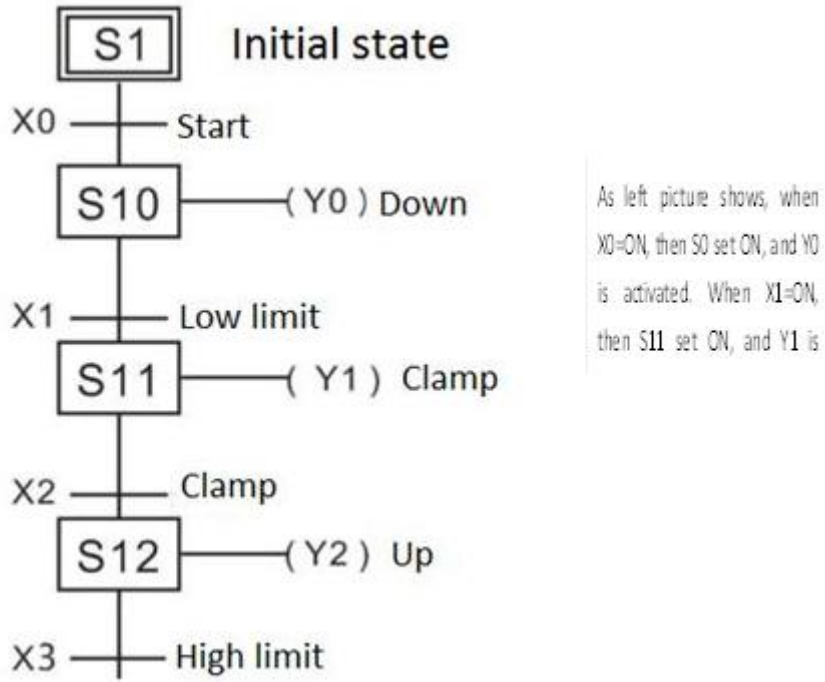 S1 Initial state
X0 Start
S10 ( Y0 ) Down
As left picture shows, when
X0=ON, then S0 set ON, and Y0
is activated. When X1=ON,
then S11 set ON, and Y1 is
X1 Low limit
S11 ( Y1 ) Clamp
X2 Clamp
S12 ( Y2 ) Up
X3 High limit